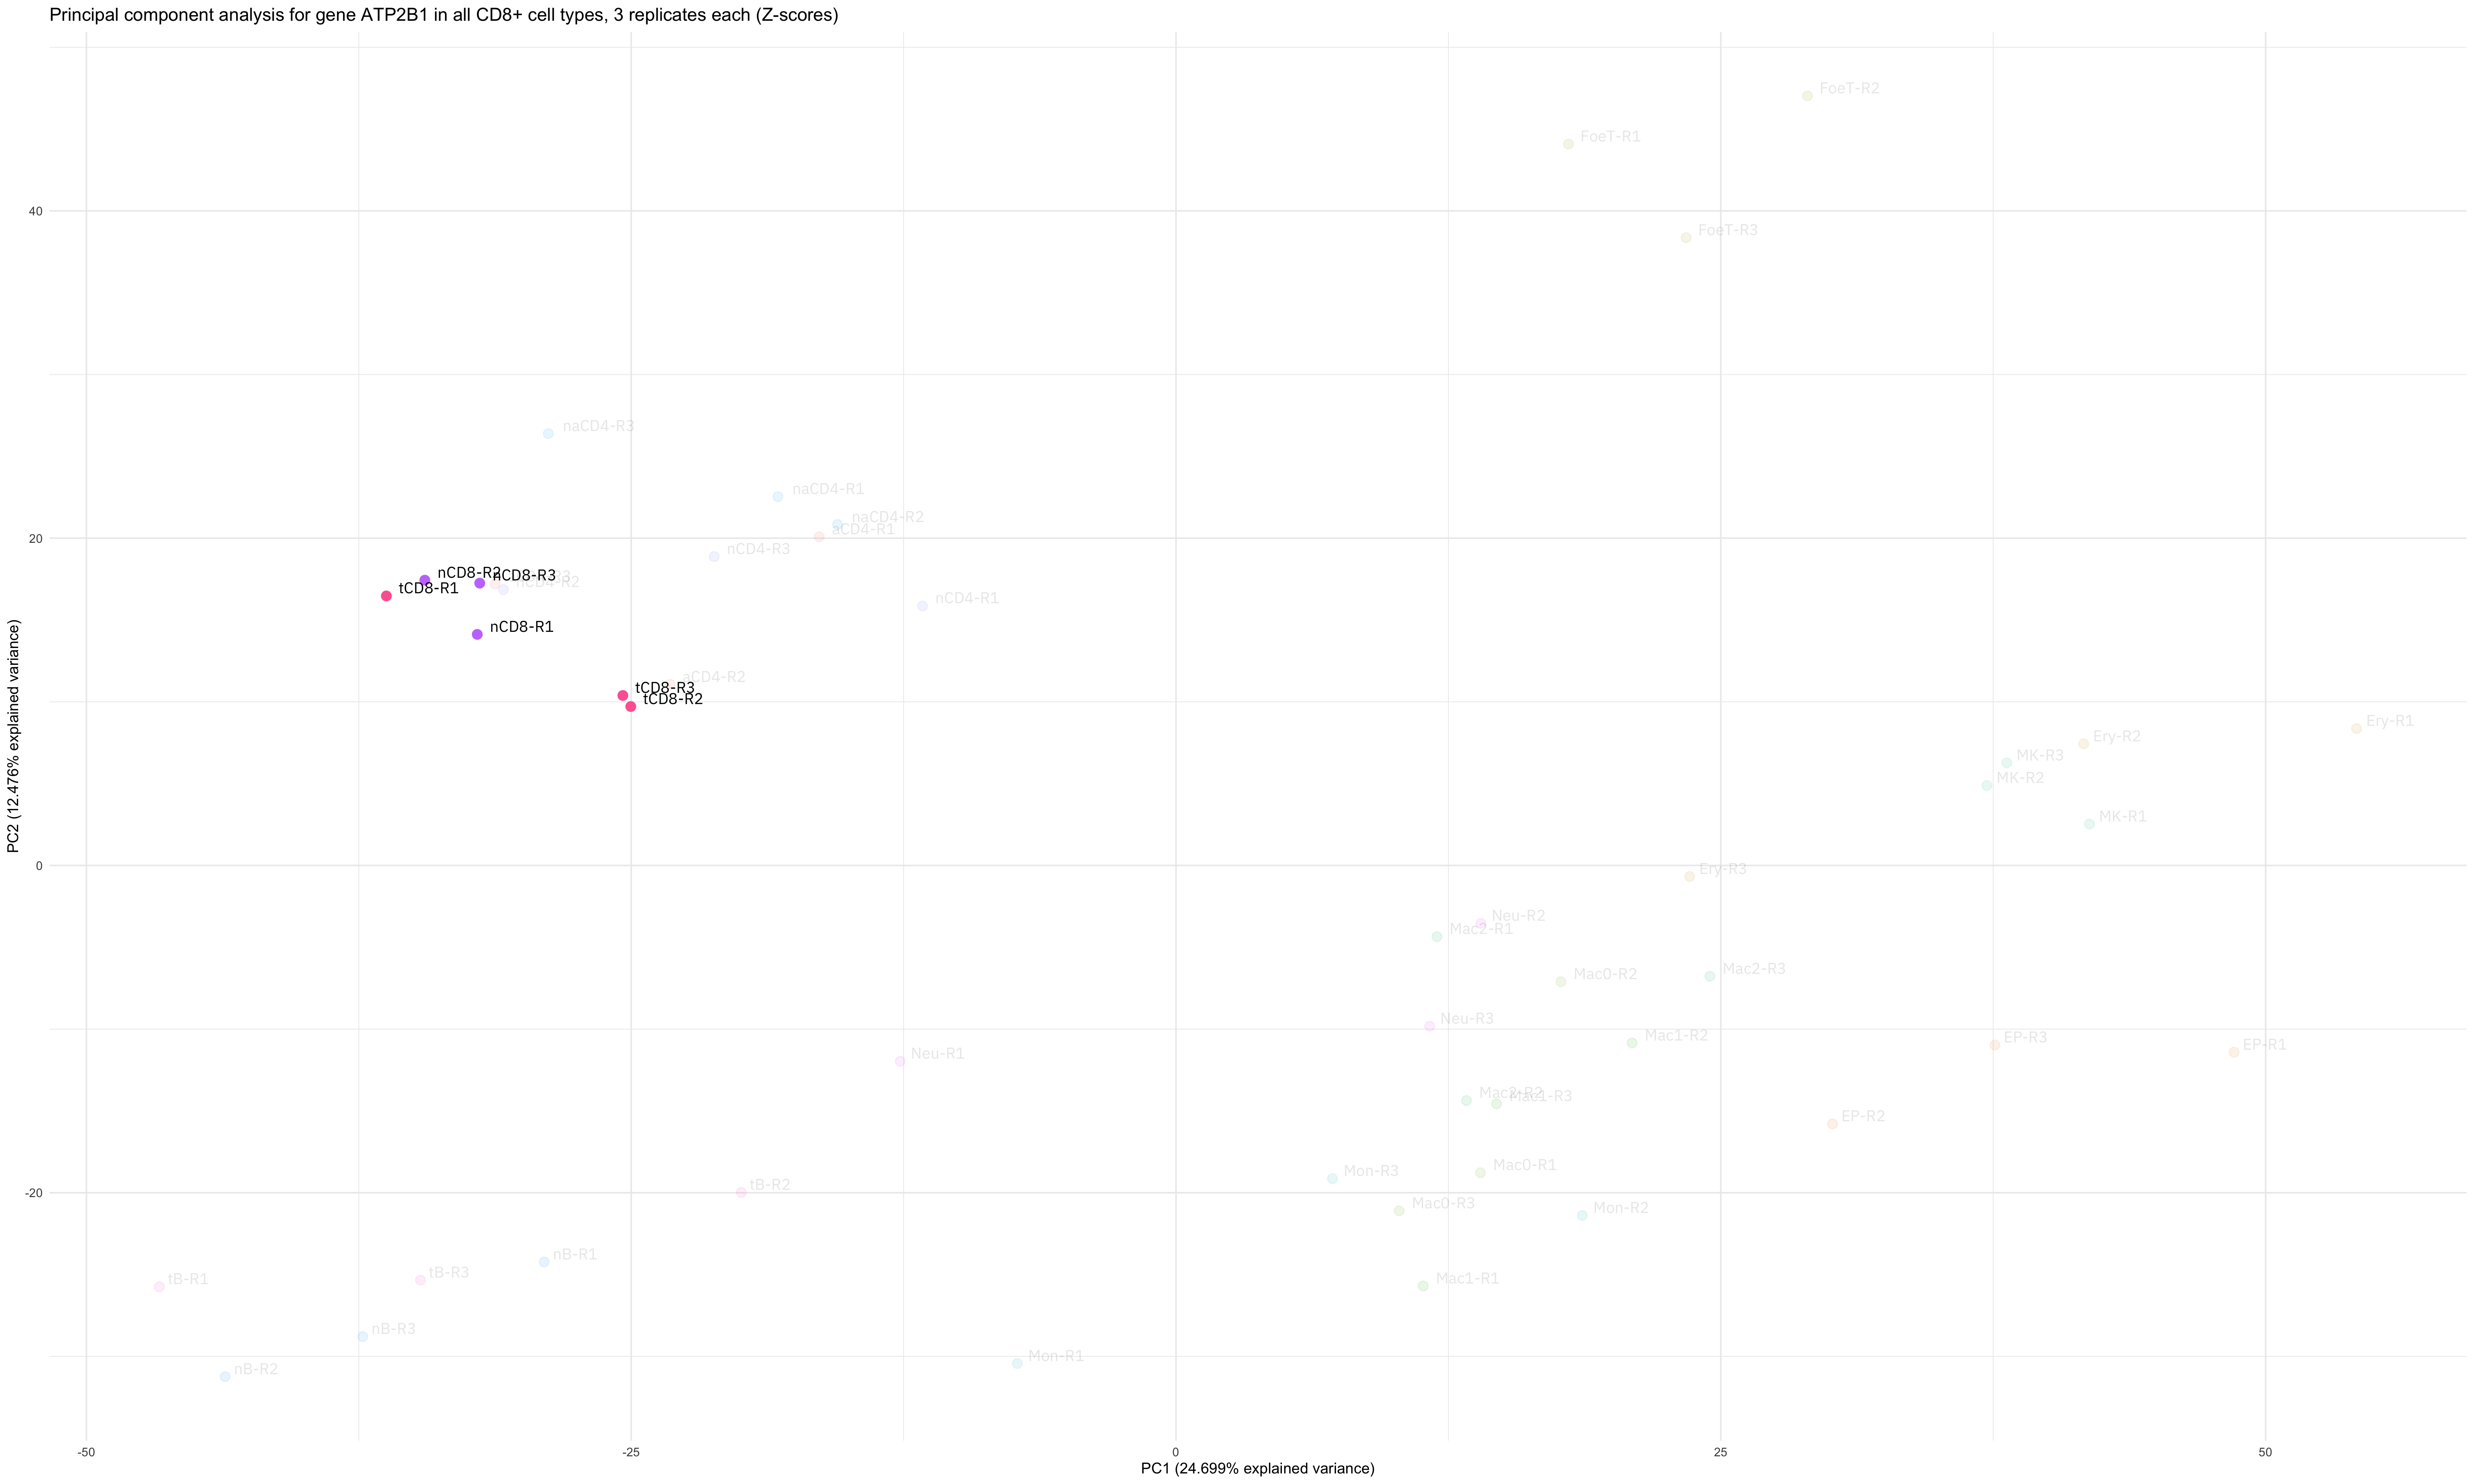 Principal component analysis for gene ATP2B1 in all CD8+ cell types, 3 replicates each (Z-scores)
FoeT-R2
FoeT-R1
40
FoeT-R3
naCD4-R3
naCD4-R1
naCD4-R2
aCD4-R1
20
nCD4-R3
nCD8-R2
nCD8-R3
tCD8-R1
nCD4-R1
nCD8-R1
aCD4-R2
tCD8-R3
tCD8-R2
Ery-R1
Ery-R2
MK-R3
MK-R2
MK-R1
0
Ery-R3
Neu-R2
Mac2-R1
Mac2-R3
Mac0-R2
Neu-R3
Mac1-R2
EP-R3
EP-R1
Neu-R1
Mac2-R2
Mac1-R3
EP-R2
Mac0-R1
Mon-R3
tB-R2
-20
Mac0-R3
Mon-R2
nB-R1
tB-R3
tB-R1
Mac1-R1
nB-R3
Mon-R1
nB-R2
-50
-25
0
25
50
PC1 (24.699% explained variance)
PC2 (12.476% explained variance)